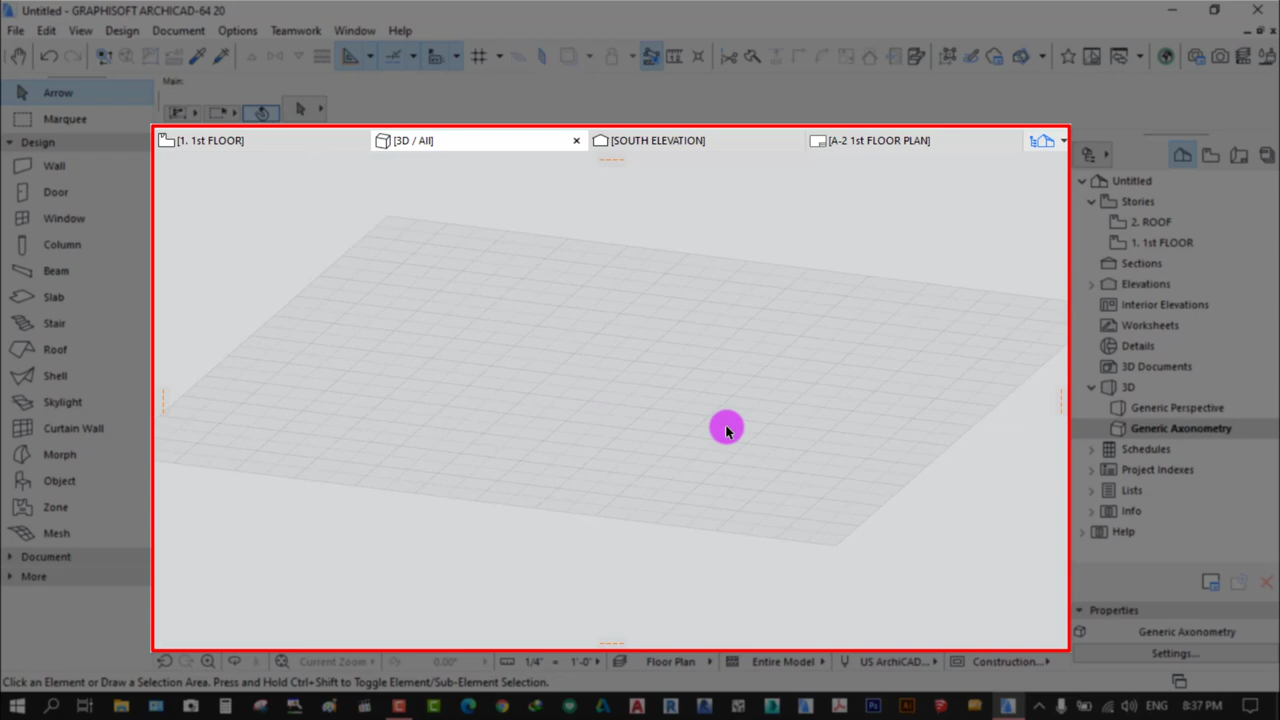 Untitled - GRAPHISOFT ARCHICAD-64 20
File Edit View Design Document Options Teamwork Window Help
Main:
Arrow
Marquee
Design
Wall
Door
Window
Column
Beam
Slab
Stair
Roof
Shell
Skylight
Curtain Wall
Morph
Object
Zone
Mesh
Document
More
[1. 1st FLOOR] [3D / All] [SOUTH ELEVATION] [A-2 1st FLOOR PLAN]
Untitled
Stories
2. ROOF
1. 1st FLOOR
Sections
Elevations
Interior Elevations
Worksheets
Details
3D Documents
3D
Generic Perspective
Generic Axonometry
Schedules
Project Indexes
Lists
Info
Help
Properties
Generic Axonometry
Settings...
Current Zoom 0.00° 1/4" = 1'-0" Floor Plan Entire Model US ArchiCAD... Construction...
Click an Element or Draw a Selection Area. Press and Hold Ctrl+Shift to Toggle Element/Sub-Element Selection.
ENG 8:37 PM